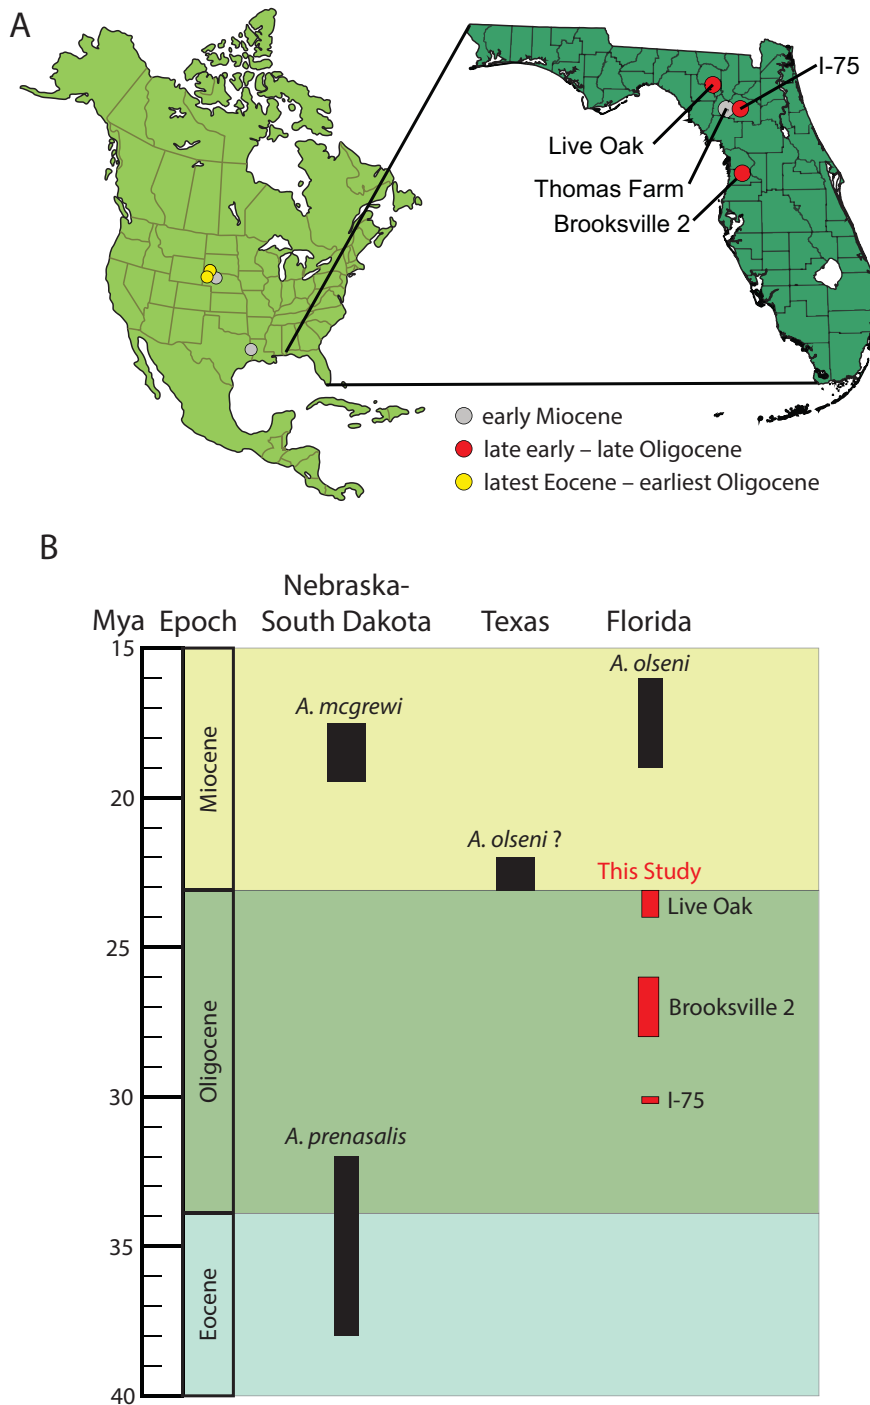 A
I-75
Live Oak
Thomas Farm
Brooksville 2
early Miocene
late early – late Oligocene
latest Eocene – earliest Oligocene
B
Nebraska-
Mya Epoch South Dakota Texas Florida
15
A. olseni
A. mcgrewi
Miocene
20
A. olseni ?
This Study
Live Oak
25
Brooksville 2
Oligocene
30
I-75
A. prenasalis
35
Eocene
40